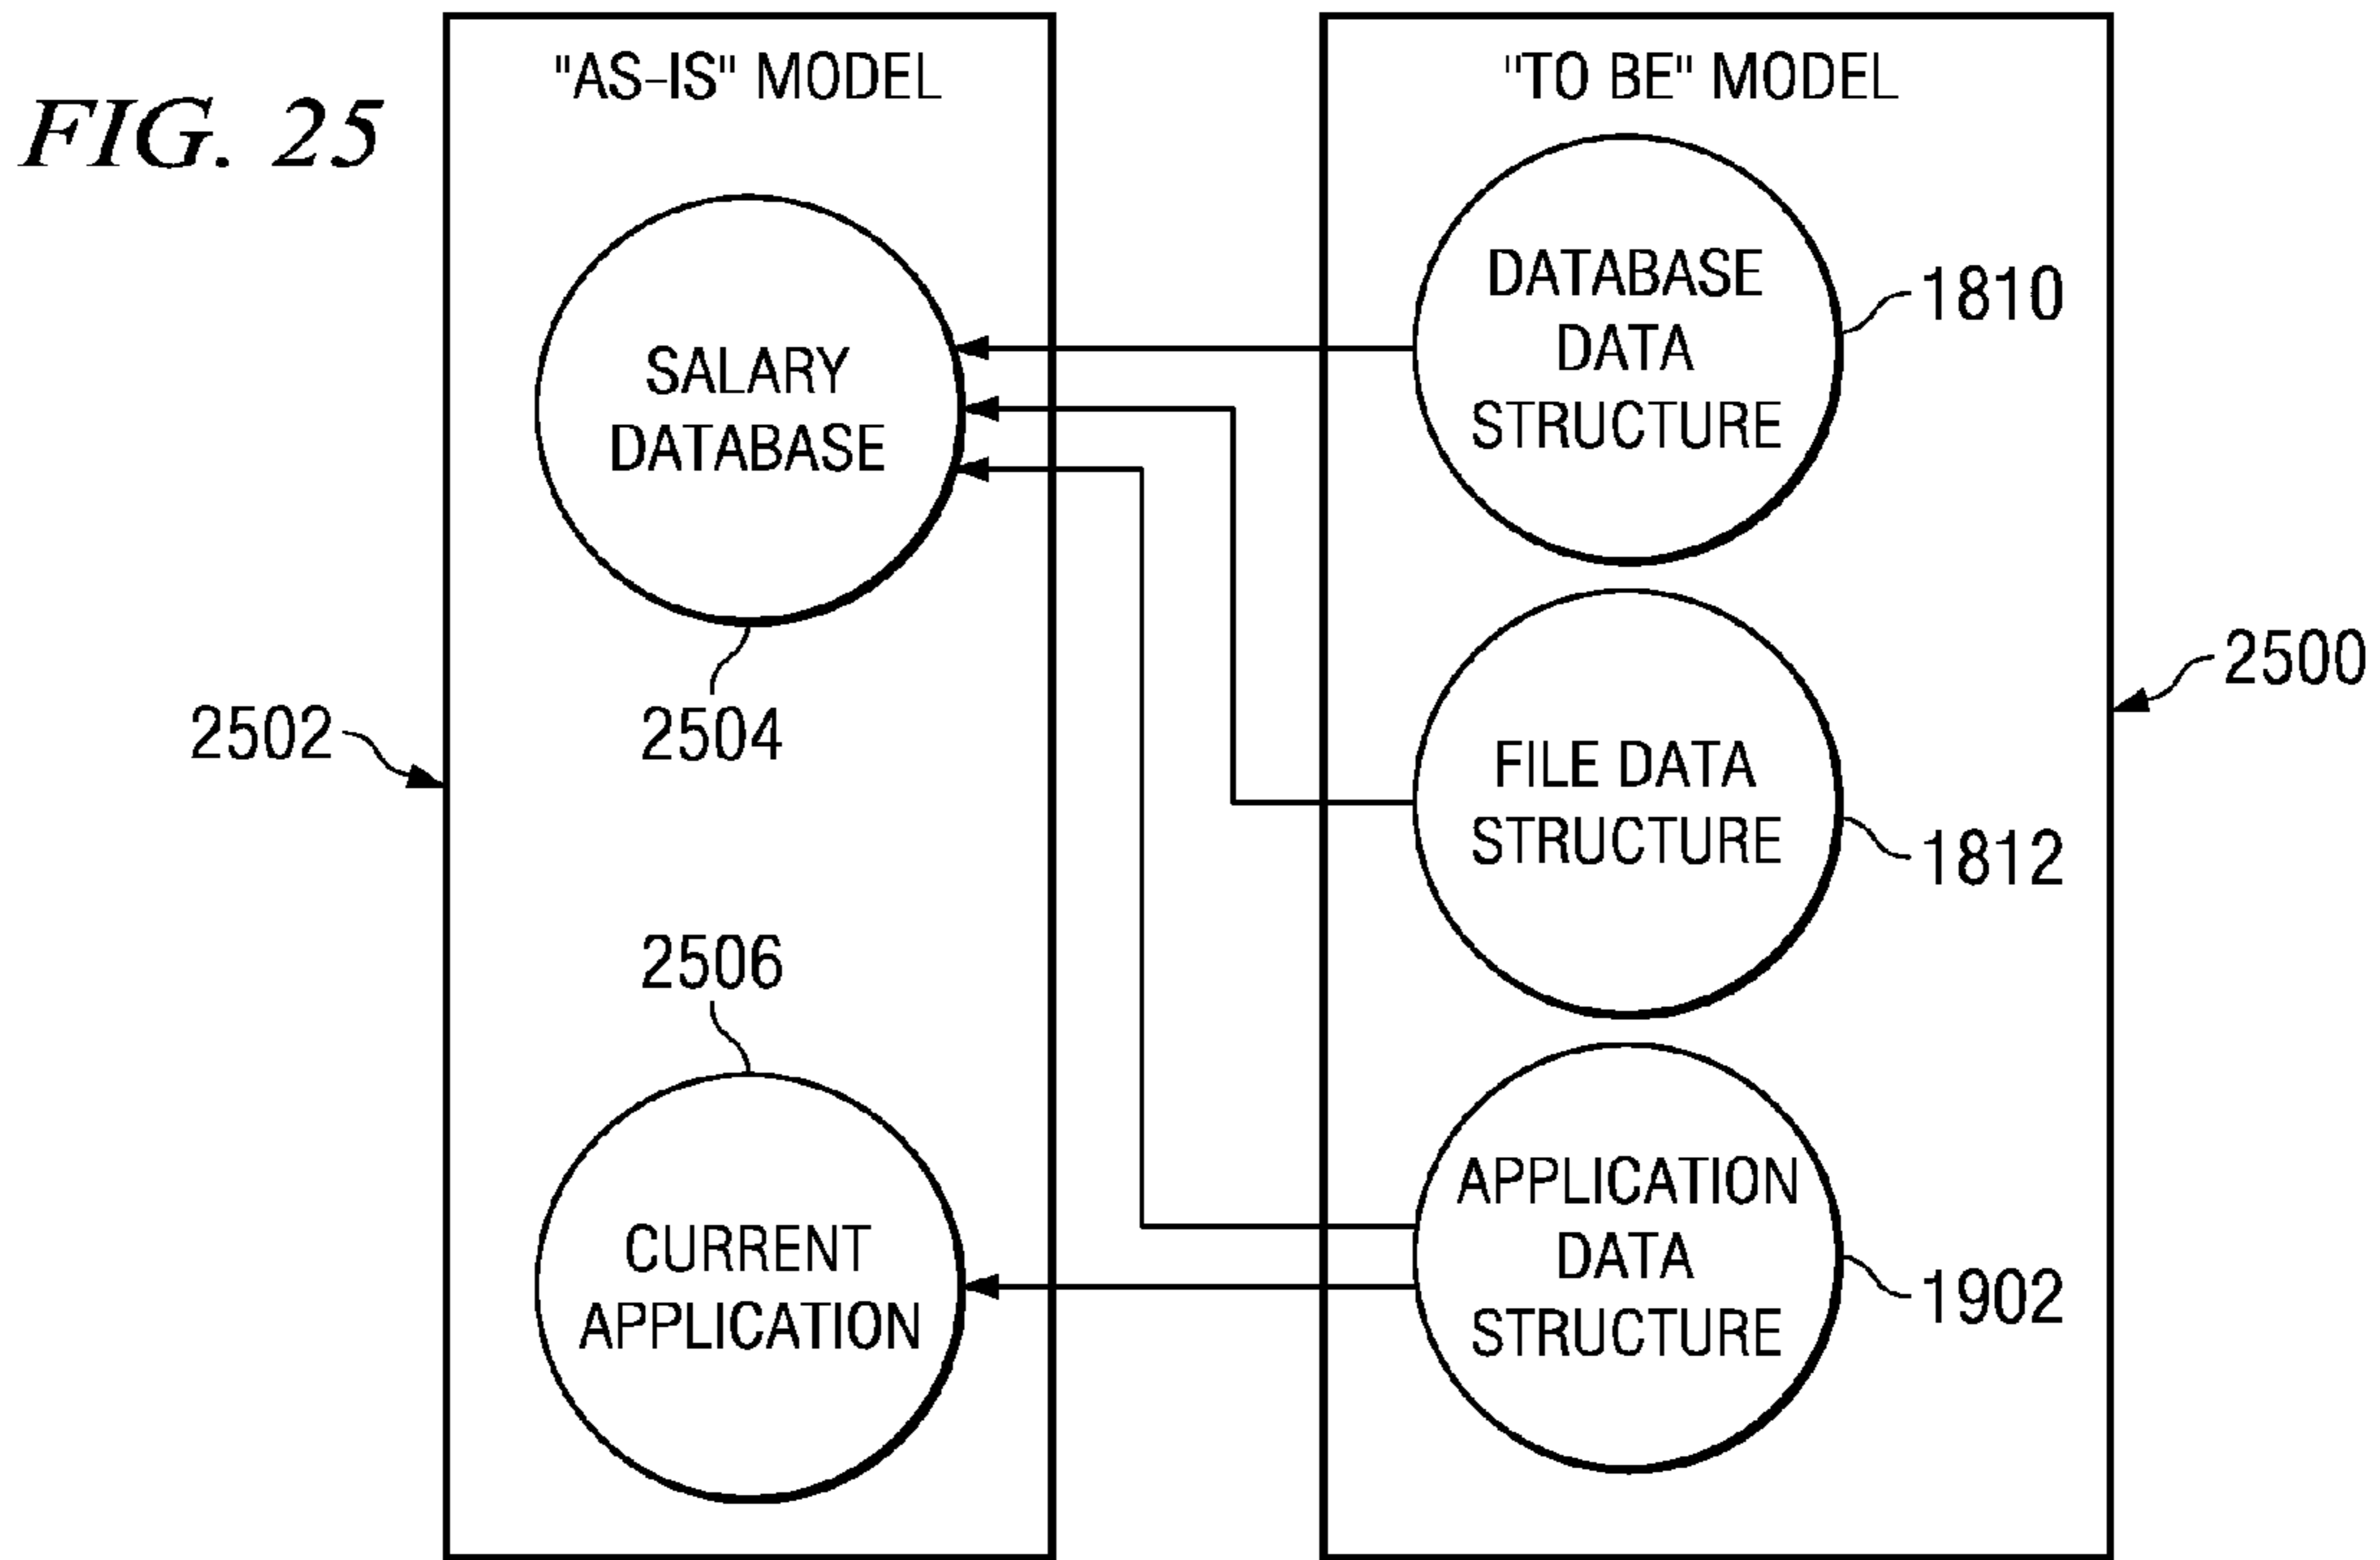 FIG. 25
"AS-IS" MODEL
SALARY
DATABASE
2504
2502
2506
CURRENT
APPLICATION
"TO BE" MODEL
DATABASE
DATA
STRUCTURE
1810
FILE DATA
STRUCTURE
1812
2500
APPLICATION
DATA
STRUCTURE
1902